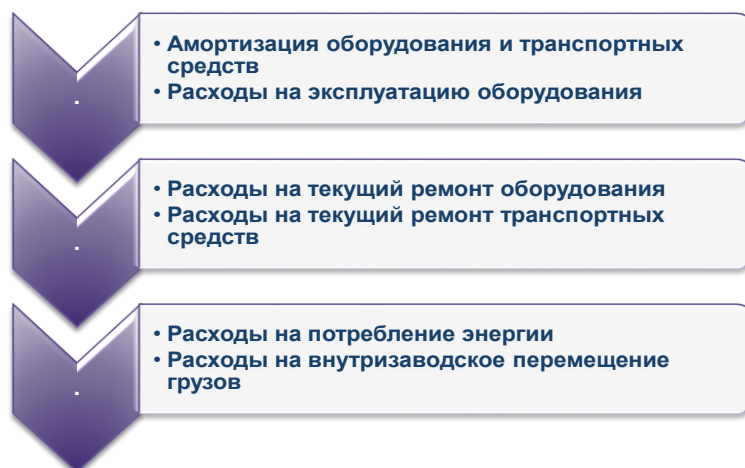 • Амортизация оборудования и транспортных
средств
• Расходы на эксплуатацию оборудования
.
• Расходы на текущий ремонт оборудования
• Расходы на текущий ремонт транспортных
средств
.
• Расходы на потребление энергии
• Расходы на внутризаводское перемещение
грузов
.